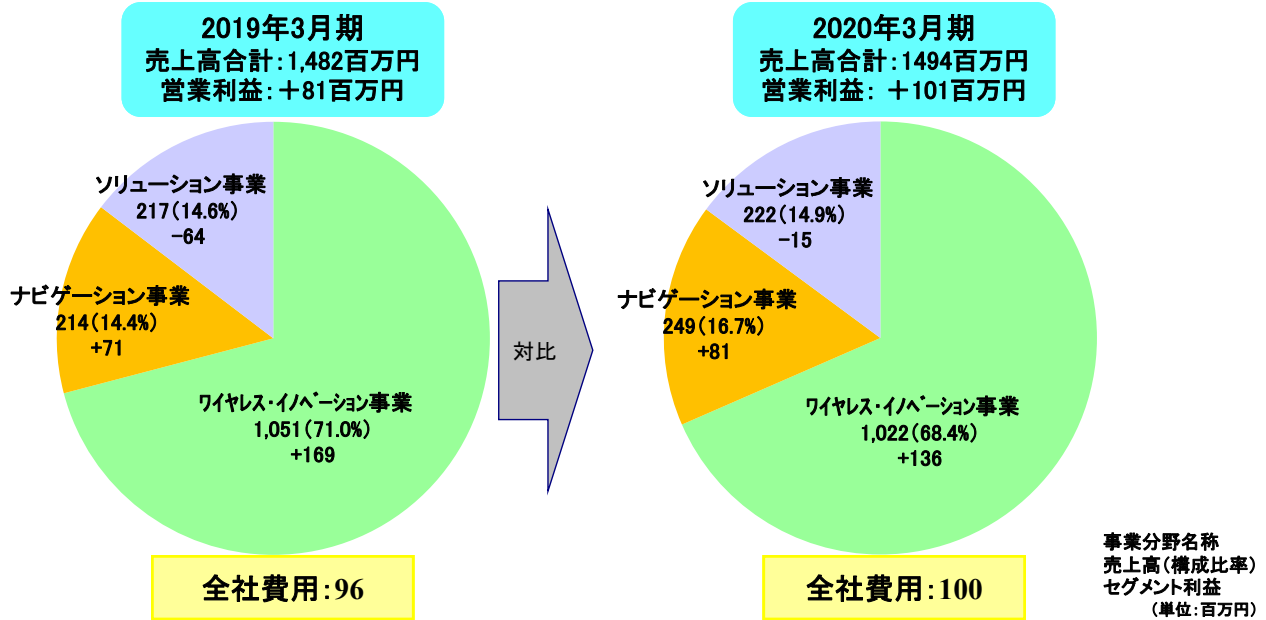 2019年3月期
売上高合計:1,482百万円
営業利益:+81百万円
ソリューション事業
217(14.6%)
-64
ナビゲーション事業
214(14.4%)
+71
ワイヤレス・イノベーション事業
1,051(71.0%)
+169
全社費用:96
対比
2020年3月期
売上高合計:1494百万円
営業利益: +101百万円
ソリューション事業
222(14.9%)
-15
ナビゲーション事業
249(16.7%)
+81
ワイヤレス・イノベーション事業
1,022(68.4%)
+136
全社費用:100
事業分野名称
売上高(構成比率)
セグメント利益
(単位:百万円)